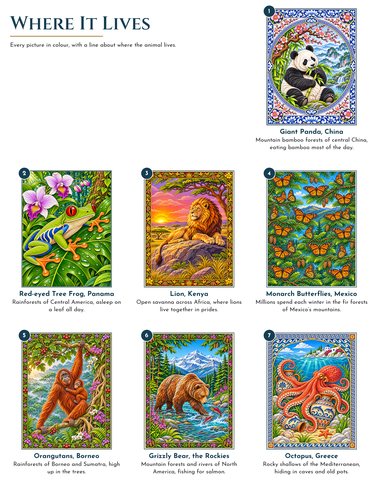 WHERE IT LIVES
Every picture in colour, with a line about where the animal lives.
1
Giant Panda, China
Mountain bamboo forests of central China,
eating bamboo most of the day.
2
Red-eyed Tree Frog, Panama
Rainforests of Central America, asleep on
a leaf all day.
3
Lion, Kenya
Open savanna across Africa, where lions
live together in prides.
4
Monarch Butterflies, Mexico
Millions spend each winter in the fir forests
of Mexico's mountains.
5
Orangutans, Borneo
Rainforests of Borneo and Sumatra, high
up in the trees.
6
Grizzly Bear, the Rockies
Mountain forests and rivers of North
America, fishing for salmon.
7
Octopus, Greece
Rocky shallows of the Mediterranean,
hiding in caves and old pots.